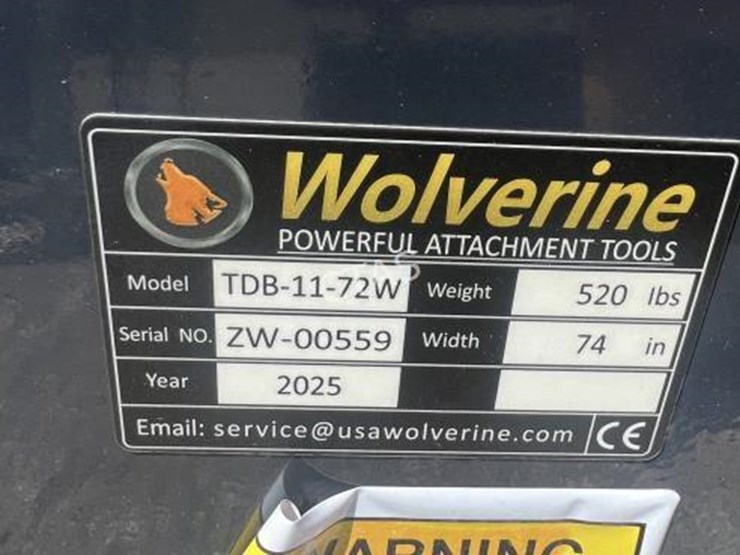 Wolverine
POWERFUL ATTACHMENT TOOLS
Model TDB-11-72W Weight 520 lbs
Serial NO. ZW-00559 Width 74 in
Year 2025
Email: service@usawolverine.com CE
WARNING